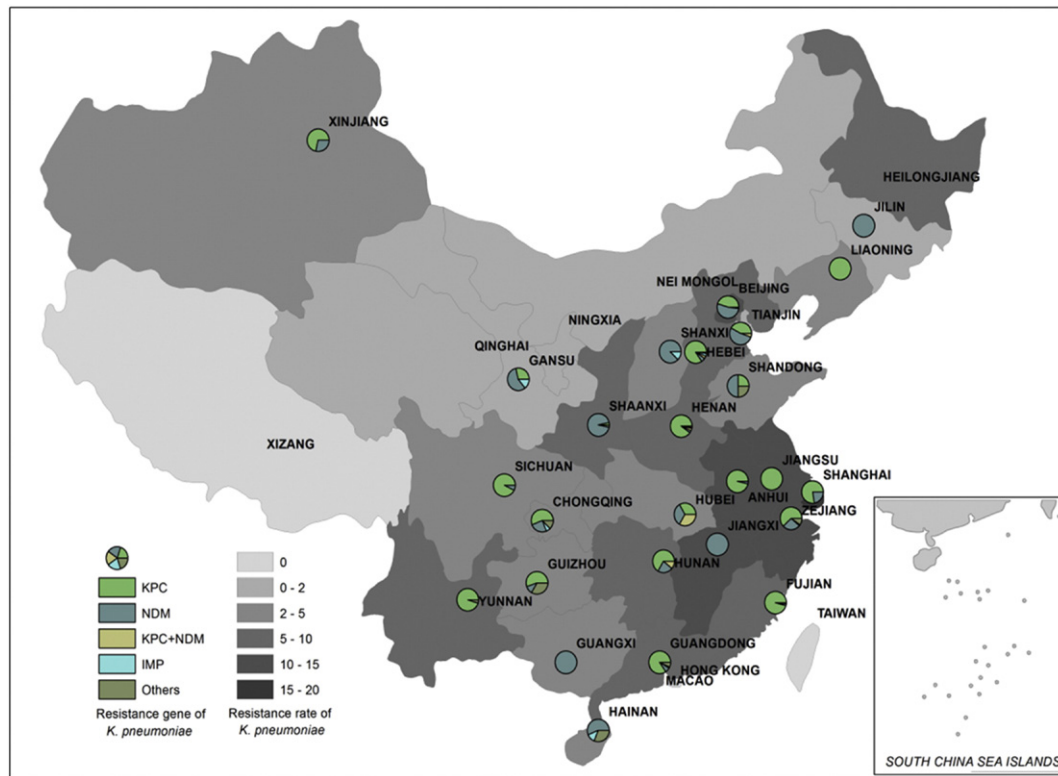 XINJIANG
HEILONGJIANG
JILIN
LIAONING
NEI MONGOL
BEIJING
TIANJIN
NINGXIA
SHANXI
HEBEI
QINGHAI
GANSU
SHANDONG
SHAANXI
HENAN
XIZANG
JIANGSU
SICHUAN
SHANGHAI
CHONGQING
HUBEI
ANHUI
ZEJIANG
JIANGXI
GUIZHOU
HUNAN
FUJIAN
YUNNAN
TAIWAN
GUANGXI
GUANGDONG
HONG KONG
MACAO
HAINAN
KPC
NDM
KPC+NDM
IMP
Others
Resistance gene of
K. pneumoniae
0
0 - 2
2 - 5
5 - 10
10 - 15
15 - 20
Resistance rate of
K. pneumoniae
SOUTH CHINA SEA ISLANDS